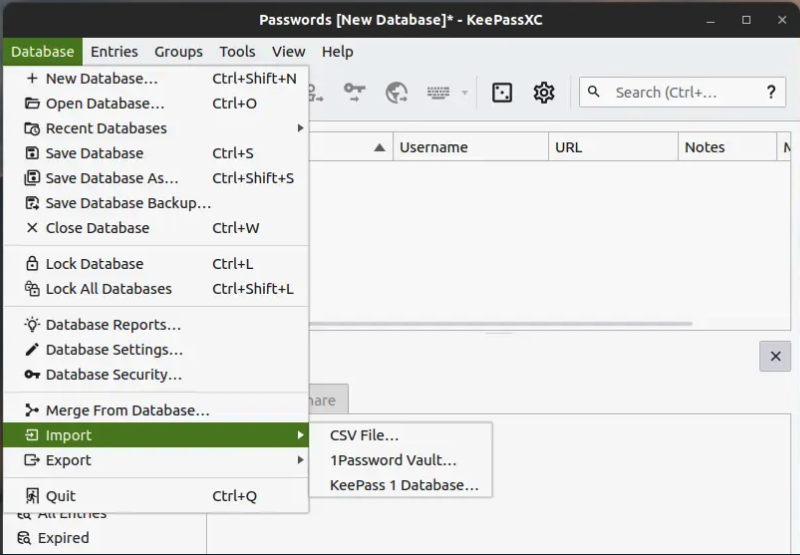 Passwords [New Database]* - KeePassXC
Database Entries Groups Tools View Help
New Database... Ctrl+Shift+N
Open Database... Ctrl+O
Search (Ctrl+... ?
Recent Databases
Save Database Ctrl+S
Username URL Notes
Save Database As... Ctrl+Shift+S
Save Database Backup...
Close Database Ctrl+W
Lock Database Ctrl+L
Lock All Databases Ctrl+Shift+L
Database Reports...
Database Settings...
Database Security...
Merge From Database...
Import
CSV File...
Export
1Password Vault...
KeePass 1 Database...
Quit Ctrl+Q
All Entries
Expired